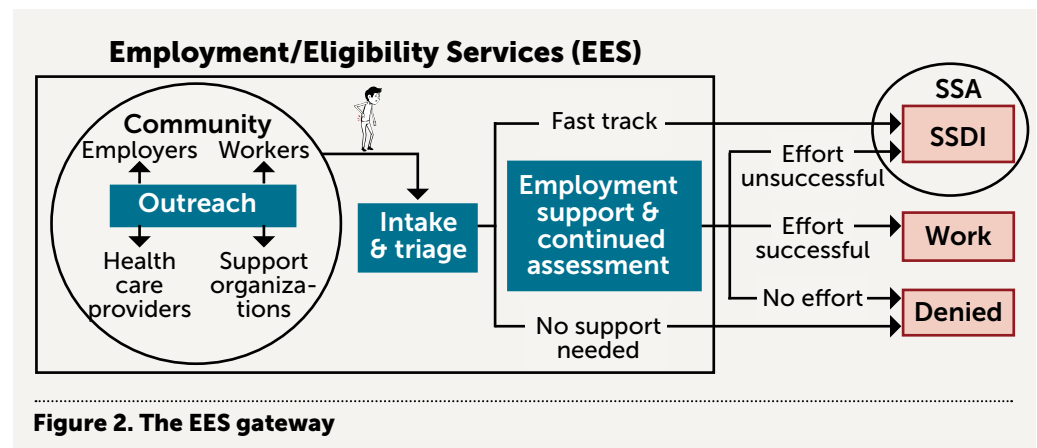 Employment/Eligibility Services (EES)
Community
Employers
Workers
Outreach
Health
care
providers
Support
organiza-
tions
Intake
& triage
Fast track
Employment
support &
continued
assessment
No support
needed
Effort
unsuccessful
Effort
successful
No effort
SSA
SSDI
Work
Denied
Figure 2. The EES gateway